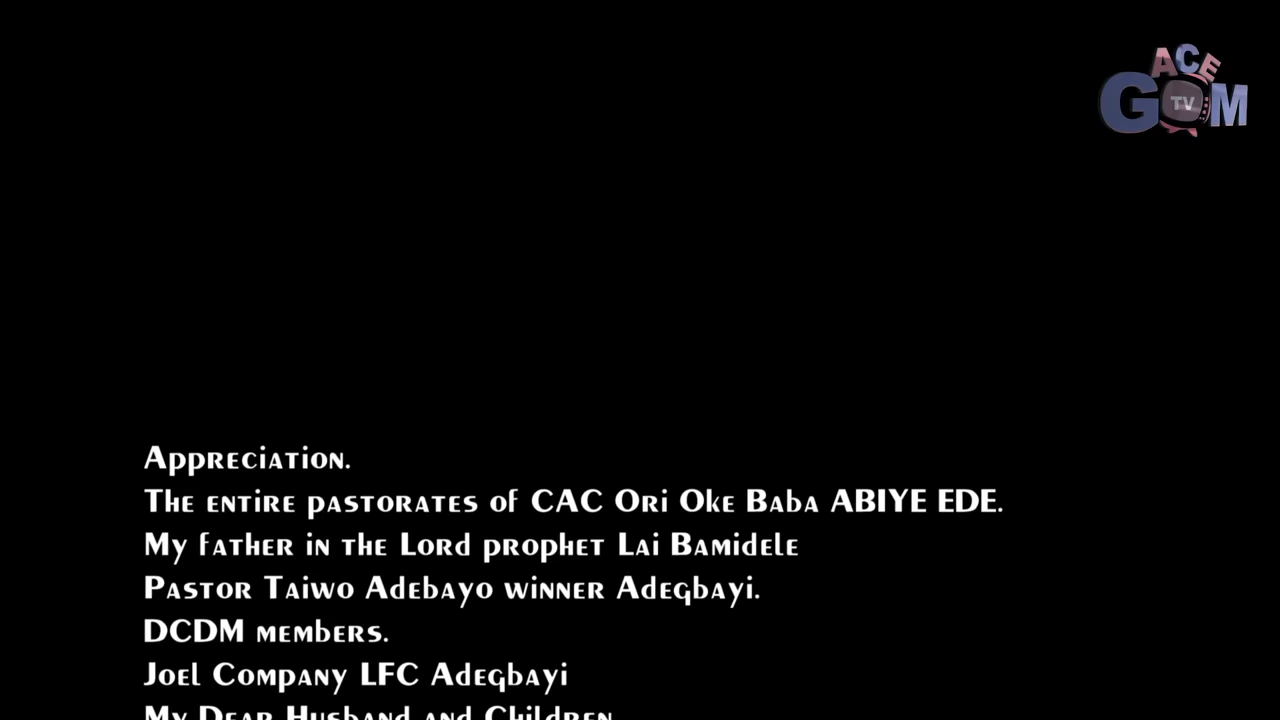 ACE
GOM
TV
Appreciation.
The entire pastorates of CAC Ori Oke Baba ABIYE EDE.
My father in the Lord prophet Lai Bamidele
Pastor Taiwo Adebayo winner Adegbayi.
DCDM members.
Joel Company LFC Adegbayi
My Dear Husband and Children